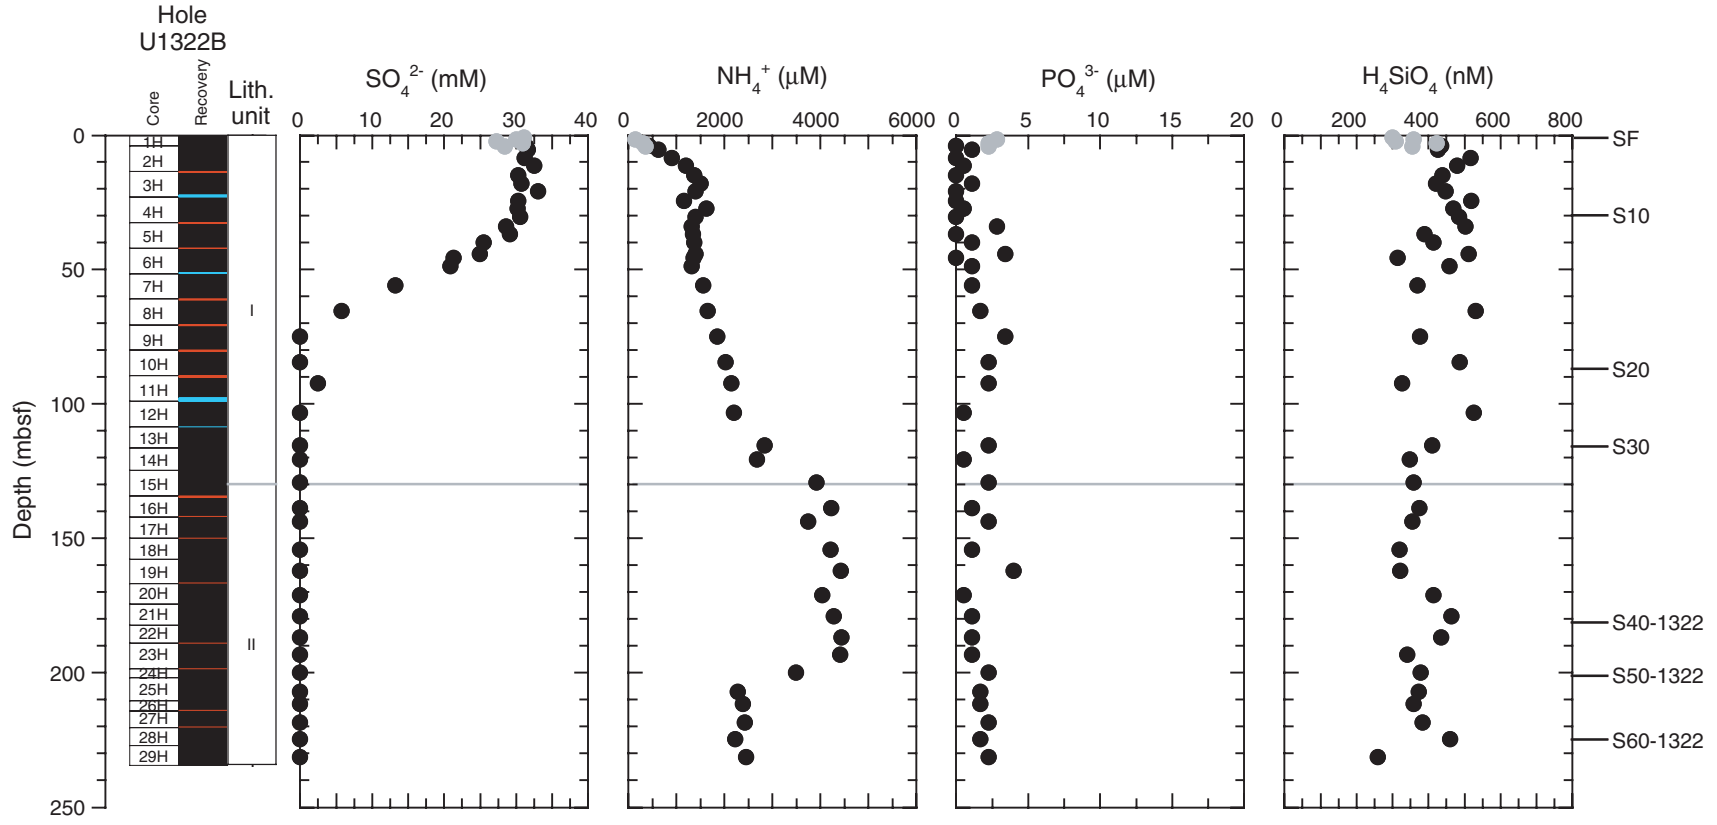 Hole
U1322B
Core
Recovery
Lith.
unit
SO₄²⁻ (mM)
NH₄⁺ (µM)
PO₄³⁻ (µM)
H₄SiO₄ (nM)
0 10 20 30 40
0 2000 4000 6000
0 5 10 15 20
0 200 400 600 800
Depth (mbsf)
0
50
100
150
200
250
1H
2H
3H
4H
5H
6H
7H
8H
9H
10H
11H
12H
13H
14H
15H
16H
17H
18H
19H
20H
21H
22H
23H
24H
25H
26H
27H
28H
29H
I
II
SF
S10
S20
S30
S40-1322
S50-1322
S60-1322